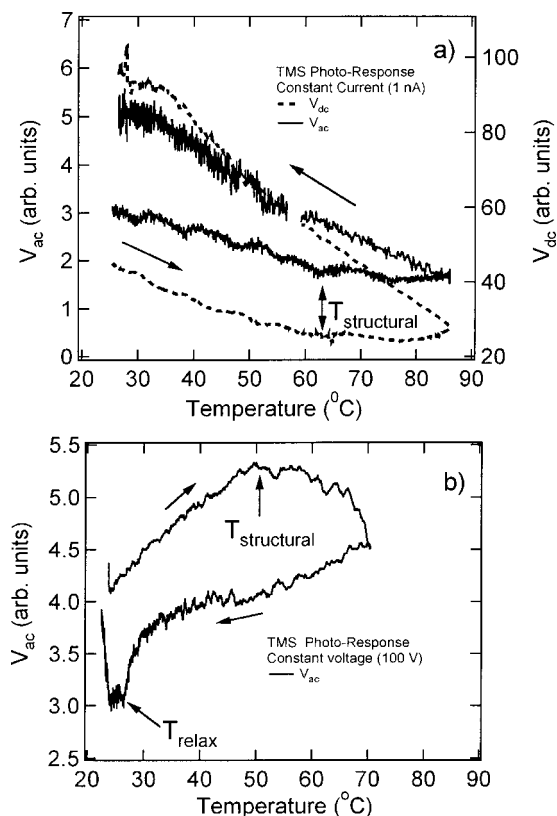 a)
TMS Photo-Response
Constant Current (1 nA)
V_dc
V_ac
7
6
5
4
3
2
1
0
V_ac (arb. units)
100
80
60
40
20
V_dc (arb. units)
T_structural
20 30 40 50 60 70 80 90
Temperature (°C)
b)
5.5
5.0
4.5
4.0
3.5
3.0
2.5
V_ac (arb. units)
T_structural
TMS Photo-Response
Constant voltage (100 V)
V_ac
T_relax
20 30 40 50 60 70 80 90
Temperature (°C)